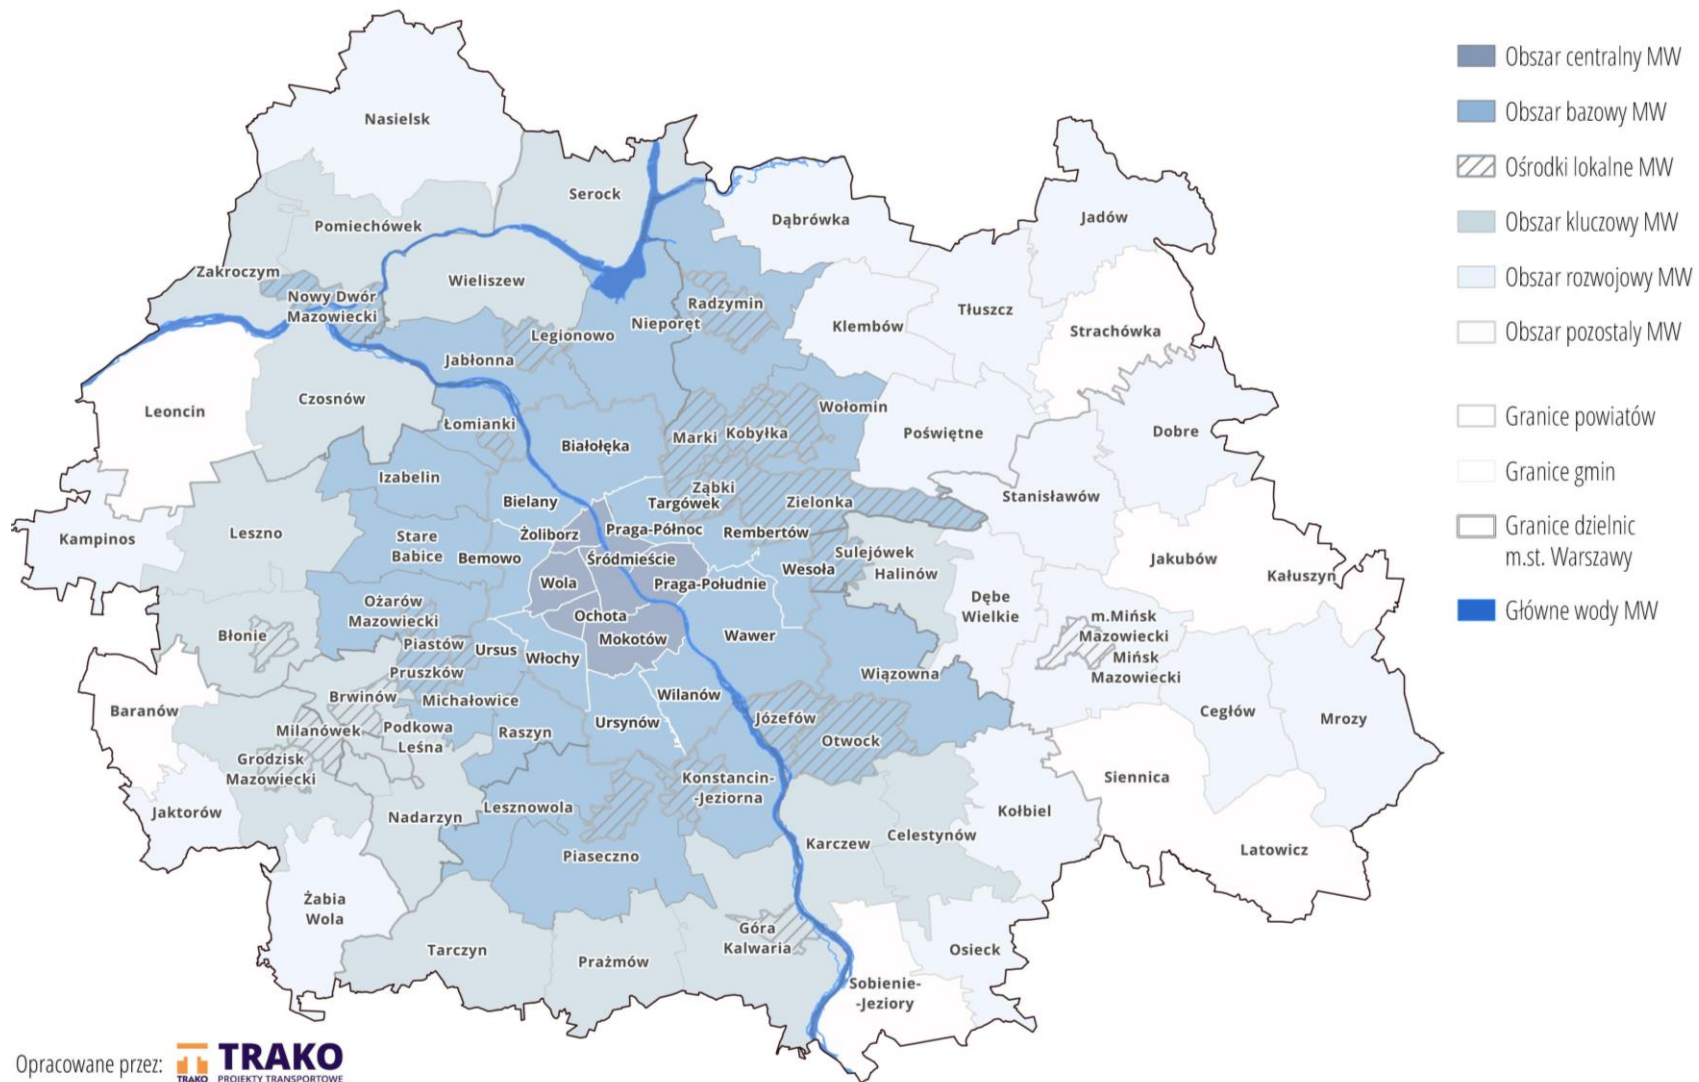 Nasielsk
Serock
Pomiechówek
Dąbrówka
Jadów
Zakroczym
Wieliszew
Nowy Dwór
Mazowiecki
Radzymin
Nieporęt
Legionowo
Klembów
Tłuszcz
Strachówka
Jabłonna
Leoncin
Czosnów
Łomianki
Białołęka
Marki
Kobyłka
Wołomin
Poświętne
Dobre
Izabelin
Bielany
Ząbki
Targówek
Zielonka
Stanisławów
Kampinos
Leszno
Stare
Babice
Bemowo
Żoliborz
Praga-Północ
Rembertów
Śródmieście
Wola
Praga-Południe
Wesoła
Sulejówek
Halinów
Jakubów
Kałuszyn
Ożarów
Mazowiecki
Ochota
Mokotów
Wawer
Dębe
Wielkie
m.Mińsk
Mazowiecki
Mińsk
Mazowiecki
Błonie
Piastów
Pruszków
Ursus
Włochy
Wiązowna
Brwinów
Michałowice
Wilanów
Baranów
Milanówek
Podkowa
Leśna
Raszyn
Ursynów
Józefów
Otwock
Cegłów
Mrozy
Grodzisk
Mazowiecki
Konstancin-
-Jeziorna
Siennica
Jaktorów
Nadarzyn
Lesznowola
Piaseczno
Karczew
Celestynów
Kołbiel
Latowicz
Żabia
Wola
Tarczyn
Prażmów
Góra
Kalwaria
Osieck
Sobienie-
-Jeziory
Obszar centralny MW
Obszar bazowy MW
Ośrodki lokalne MW
Obszar kluczowy MW
Obszar rozwojowy MW
Obszar pozostały MW
Granice powiatów
Granice gmin
Granice dzielnic
m.st. Warszawy
Główne wody MW
Opracowane przez:
TRAKO
TRAKO
PROJEKTY TRANSPORTOWE